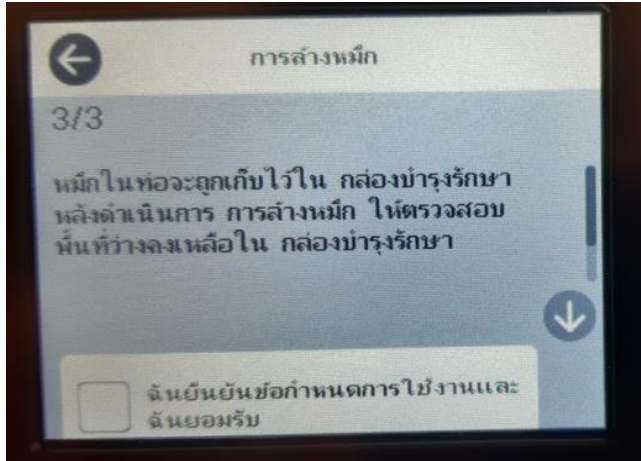 การล้างหมึก
3/3
หมึกในท่อจะถูกเก็บไว้ใน กล่องบำรุงรักษา
หลังดำเนินการ การล้างหมึก ให้ตรวจสอบ
พื้นที่ว่างคงเหลือใน กล่องบำรุงรักษา
ฉันยืนยันข้อกำหนดการใช้งานและ
ฉันยอมรับ